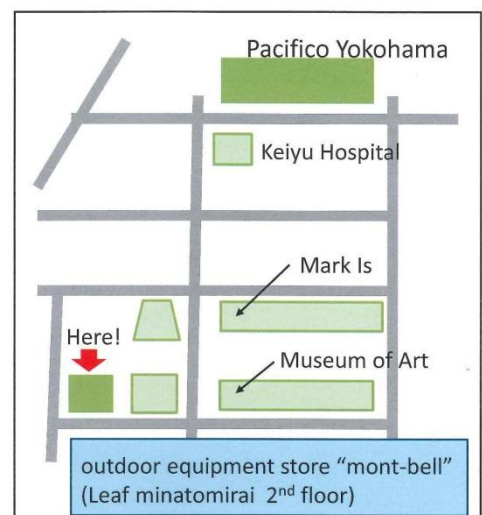 Pacifico Yokohama
Keiyu Hospital
Mark Is
Here!
Museum of Art
outdoor equipment store “mont-bell”
(Leaf minatomirai 2nd floor)